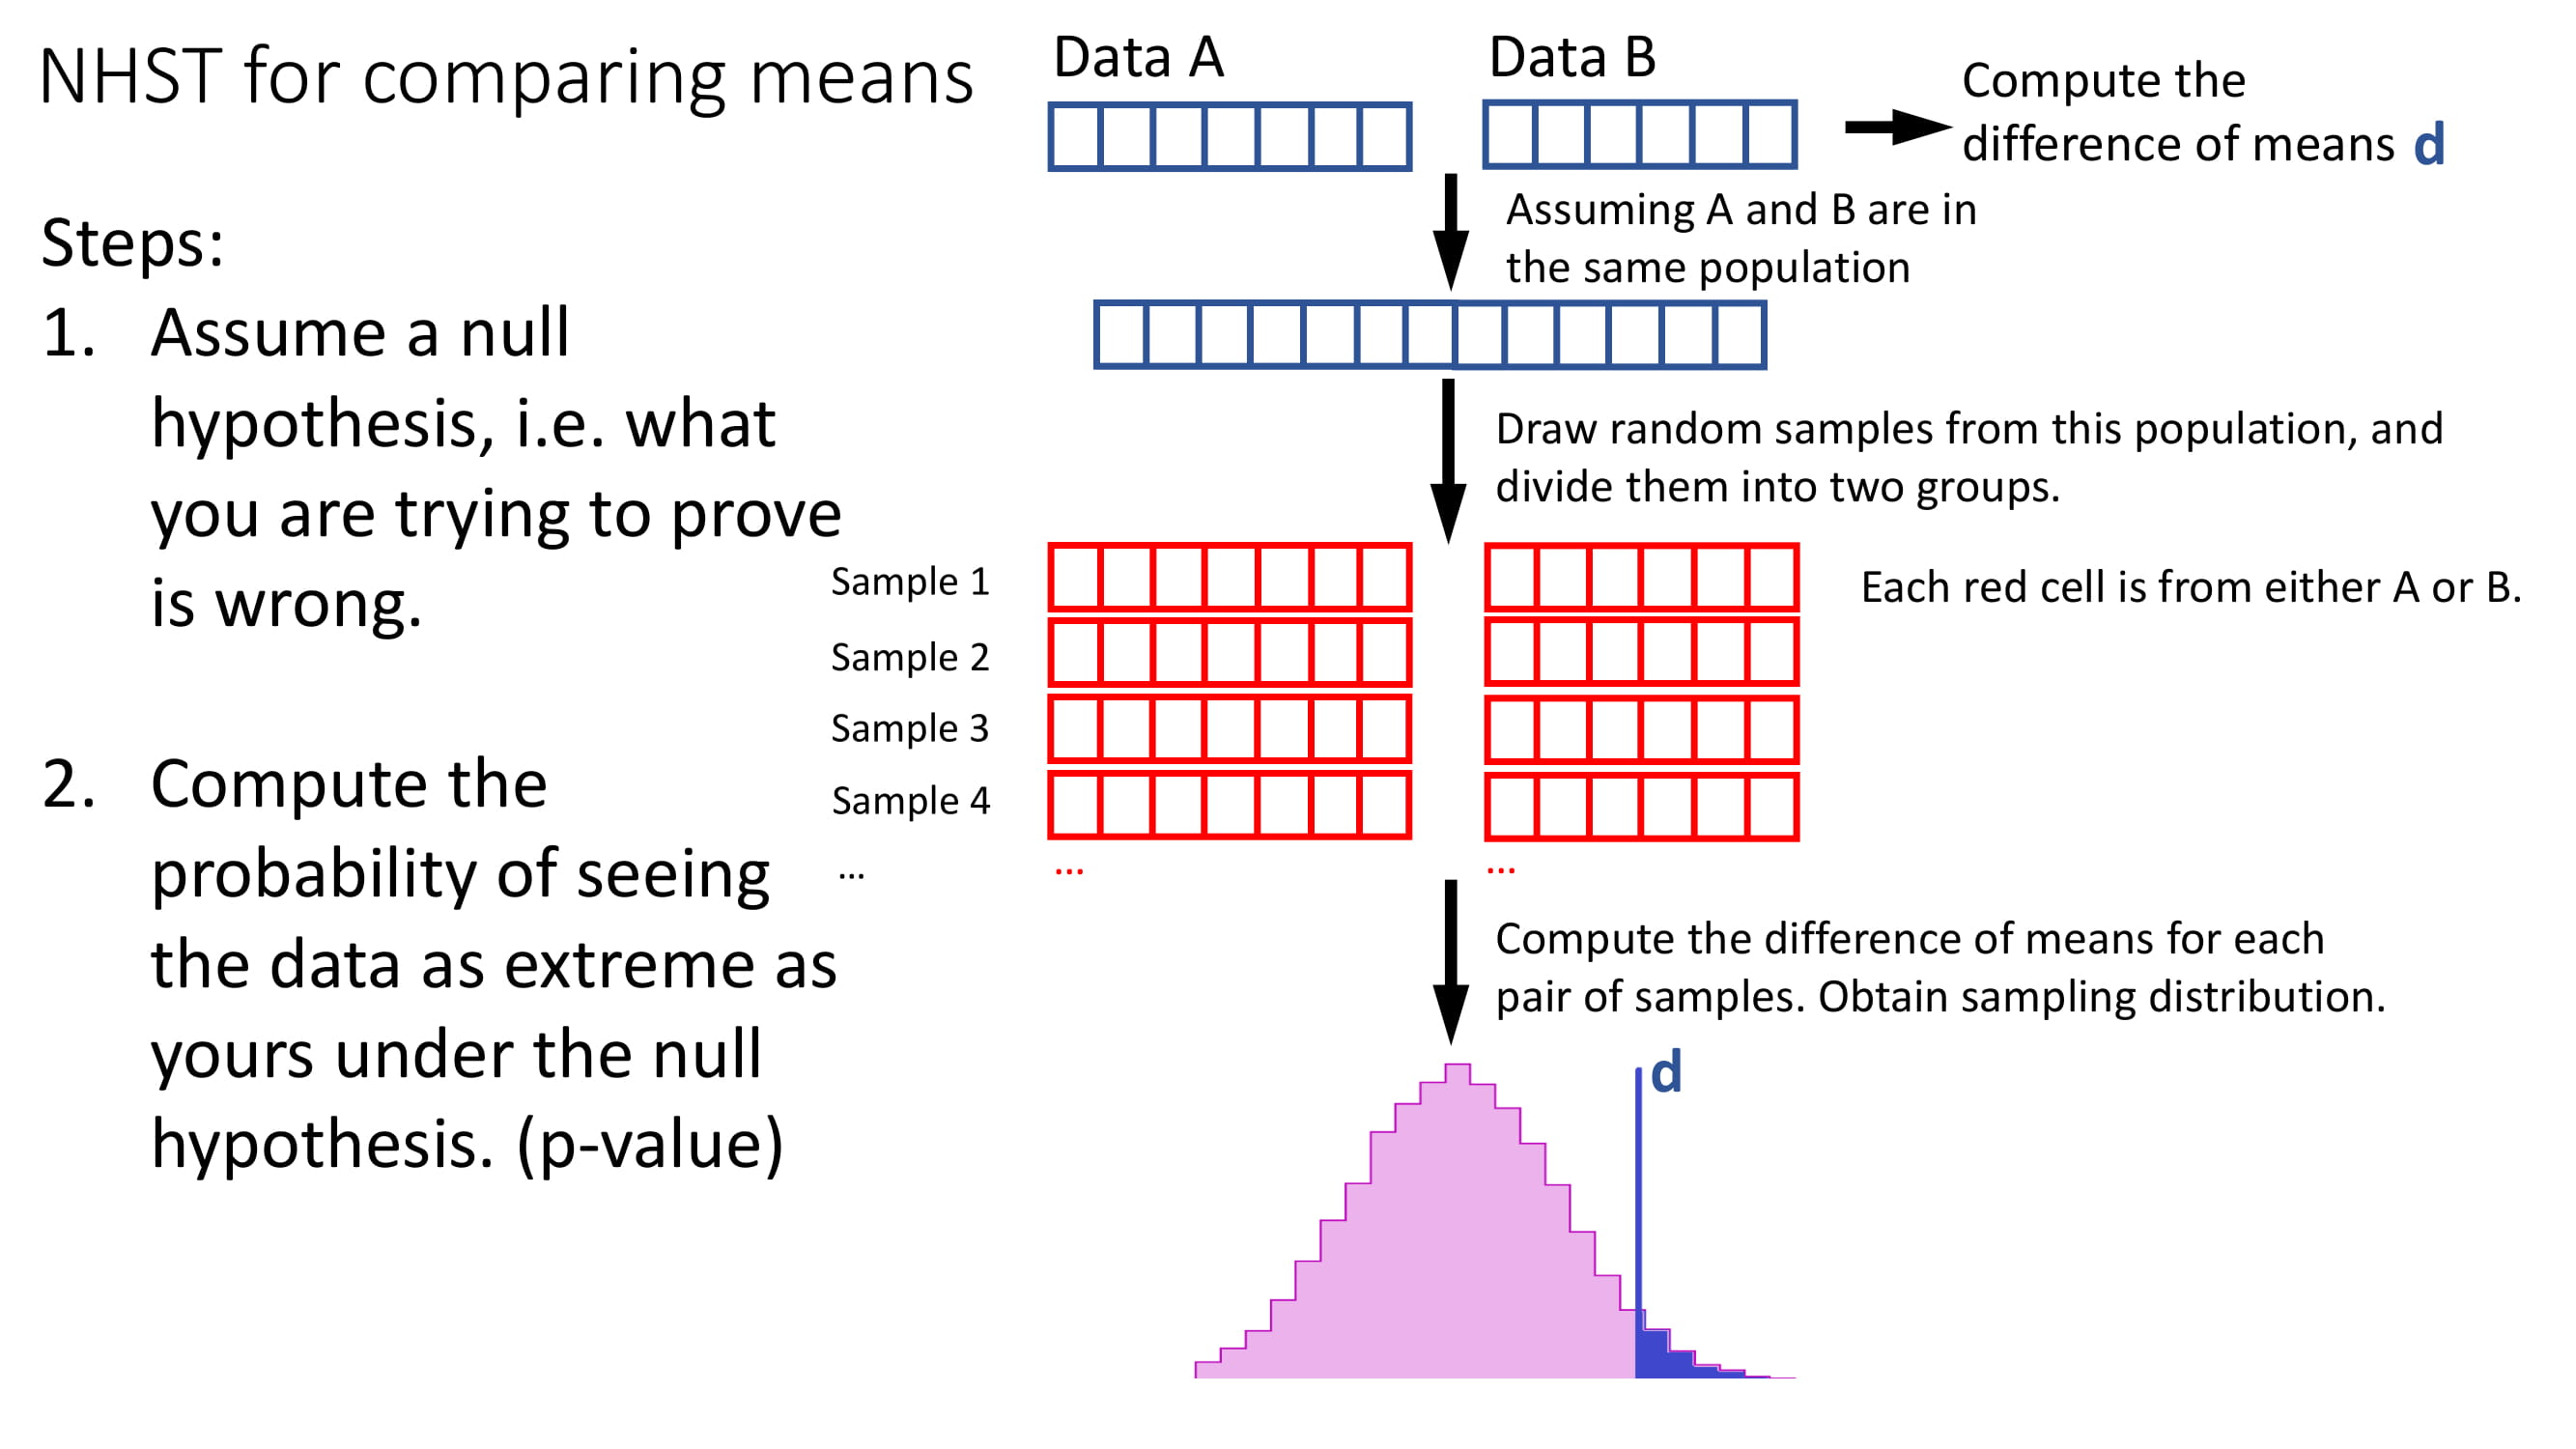 NHST for comparing means
Steps:
1. Assume a null
hypothesis, i.e. what
you are trying to prove
is wrong.
2. Compute the
probability of seeing
the data as extreme as
yours under the null
hypothesis. (p-value)
Data A
Data B
Compute the
difference of means d
Assuming A and B are in
the same population
Draw random samples from this population, and
divide them into two groups.
Sample 1
Each red cell is from either A or B.
Sample 2
Sample 3
Sample 4
...
...
...
Compute the difference of means for each
pair of samples. Obtain sampling distribution.
d